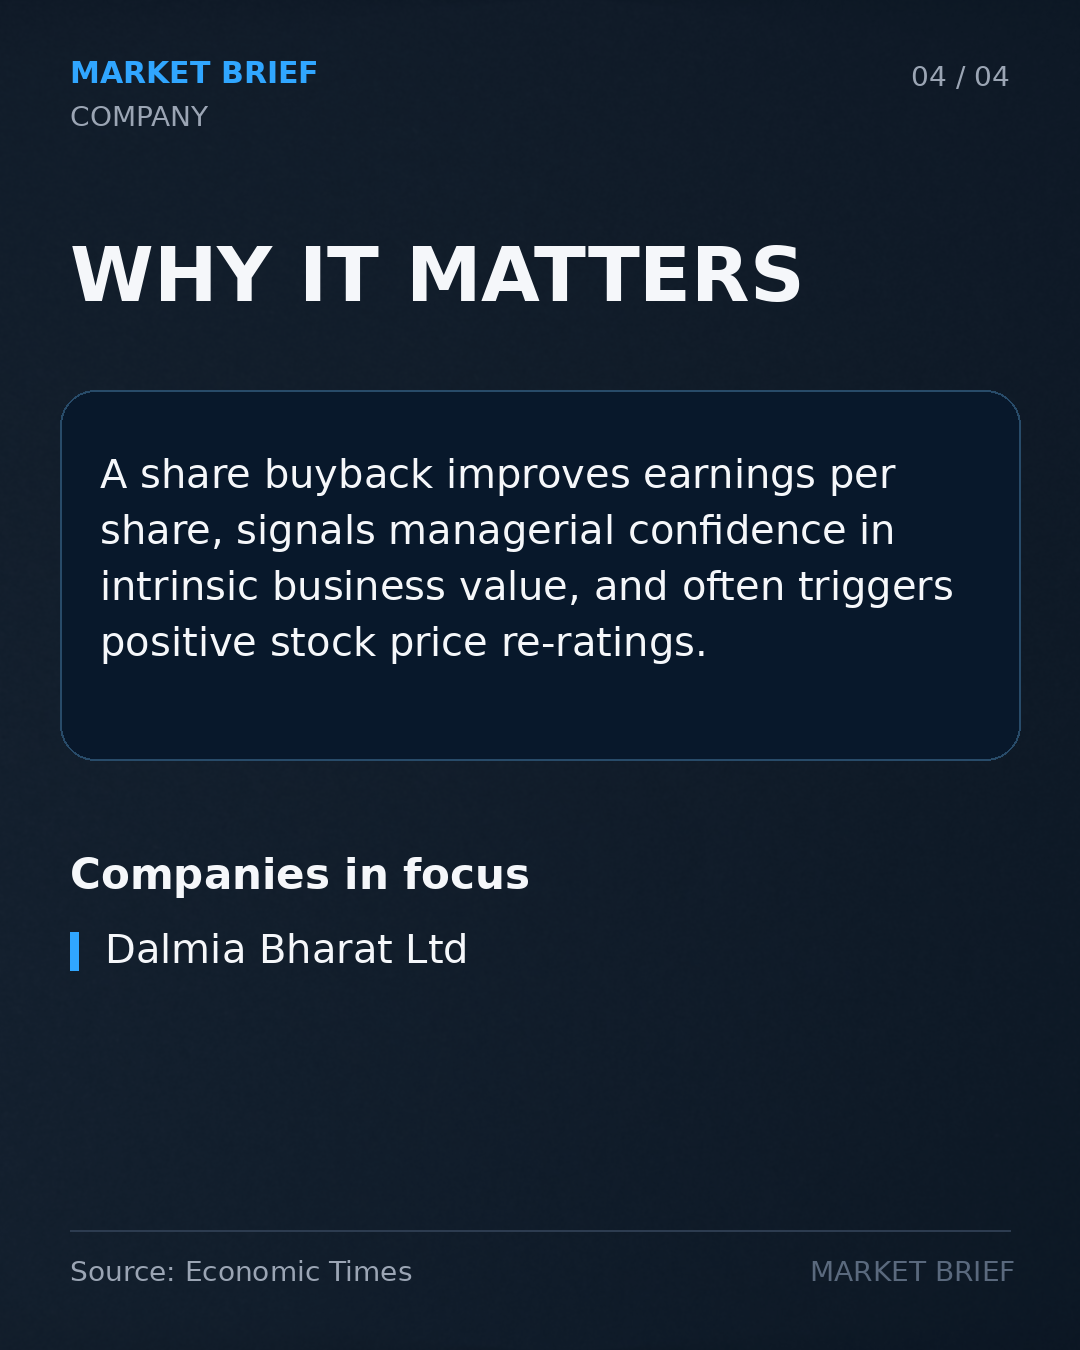 MARKET BRIEF
COMPANY
04 / 04
WHY IT MATTERS
A share buyback improves earnings per
share, signals managerial confidence in
intrinsic business value, and often triggers
positive stock price re-ratings.
Companies in focus
Dalmia Bharat Ltd
Source: Economic Times
MARKET BRIEF